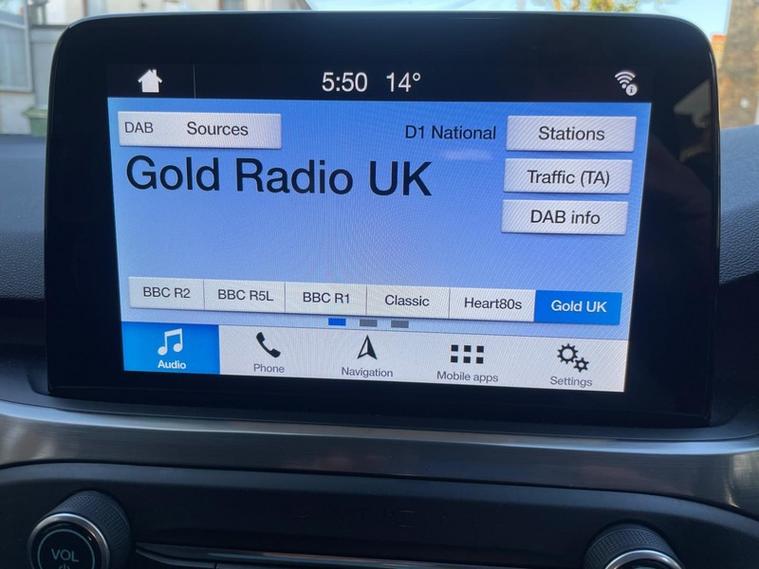 5:50 14°
DAB Sources
D1 National
Stations
Gold Radio UK
Traffic (TA)
DAB info
BBC R2
BBC R5L
BBC R1
Classic
Heart80s
Gold UK
Audio
Phone
Navigation
Mobile apps
Settings
VOL